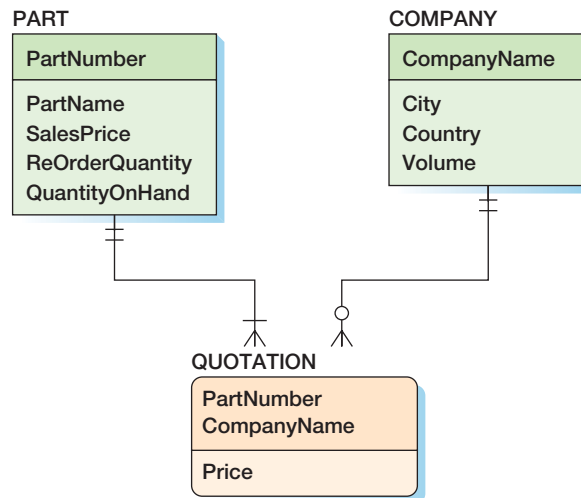 PART
PartNumber
PartName
SalesPrice
ReOrderQuantity
QuantityOnHand
COMPANY
CompanyName
City
Country
Volume
QUOTATION
PartNumber
CompanyName
Price